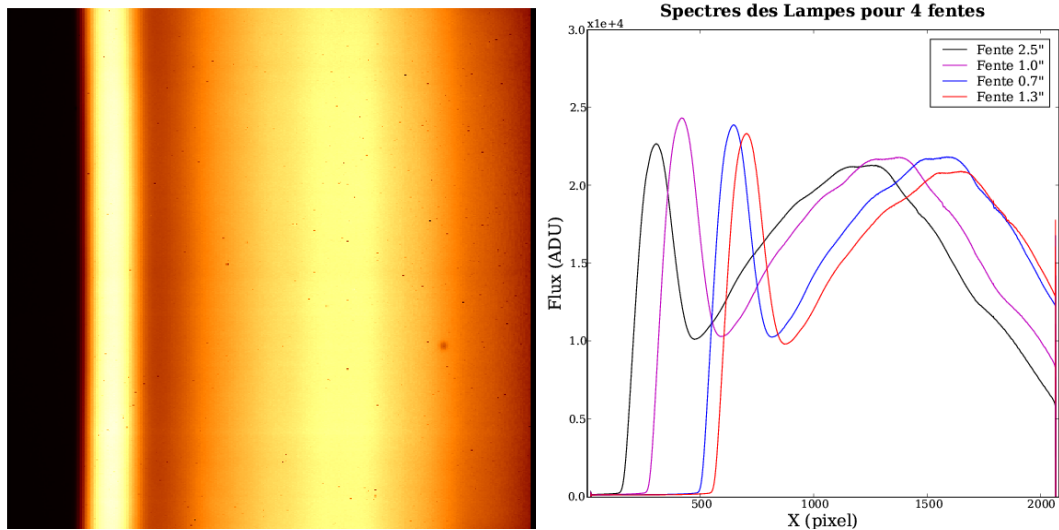 Spectres des Lampes pour 4 fentes
x1e+4
3.0
2.5
2.0
1.5
1.0
0.5
0.0
500
1000
1500
2000
Flux (ADU)
X (pixel)
Fente 2.5"
Fente 1.0"
Fente 0.7"
Fente 1.3"